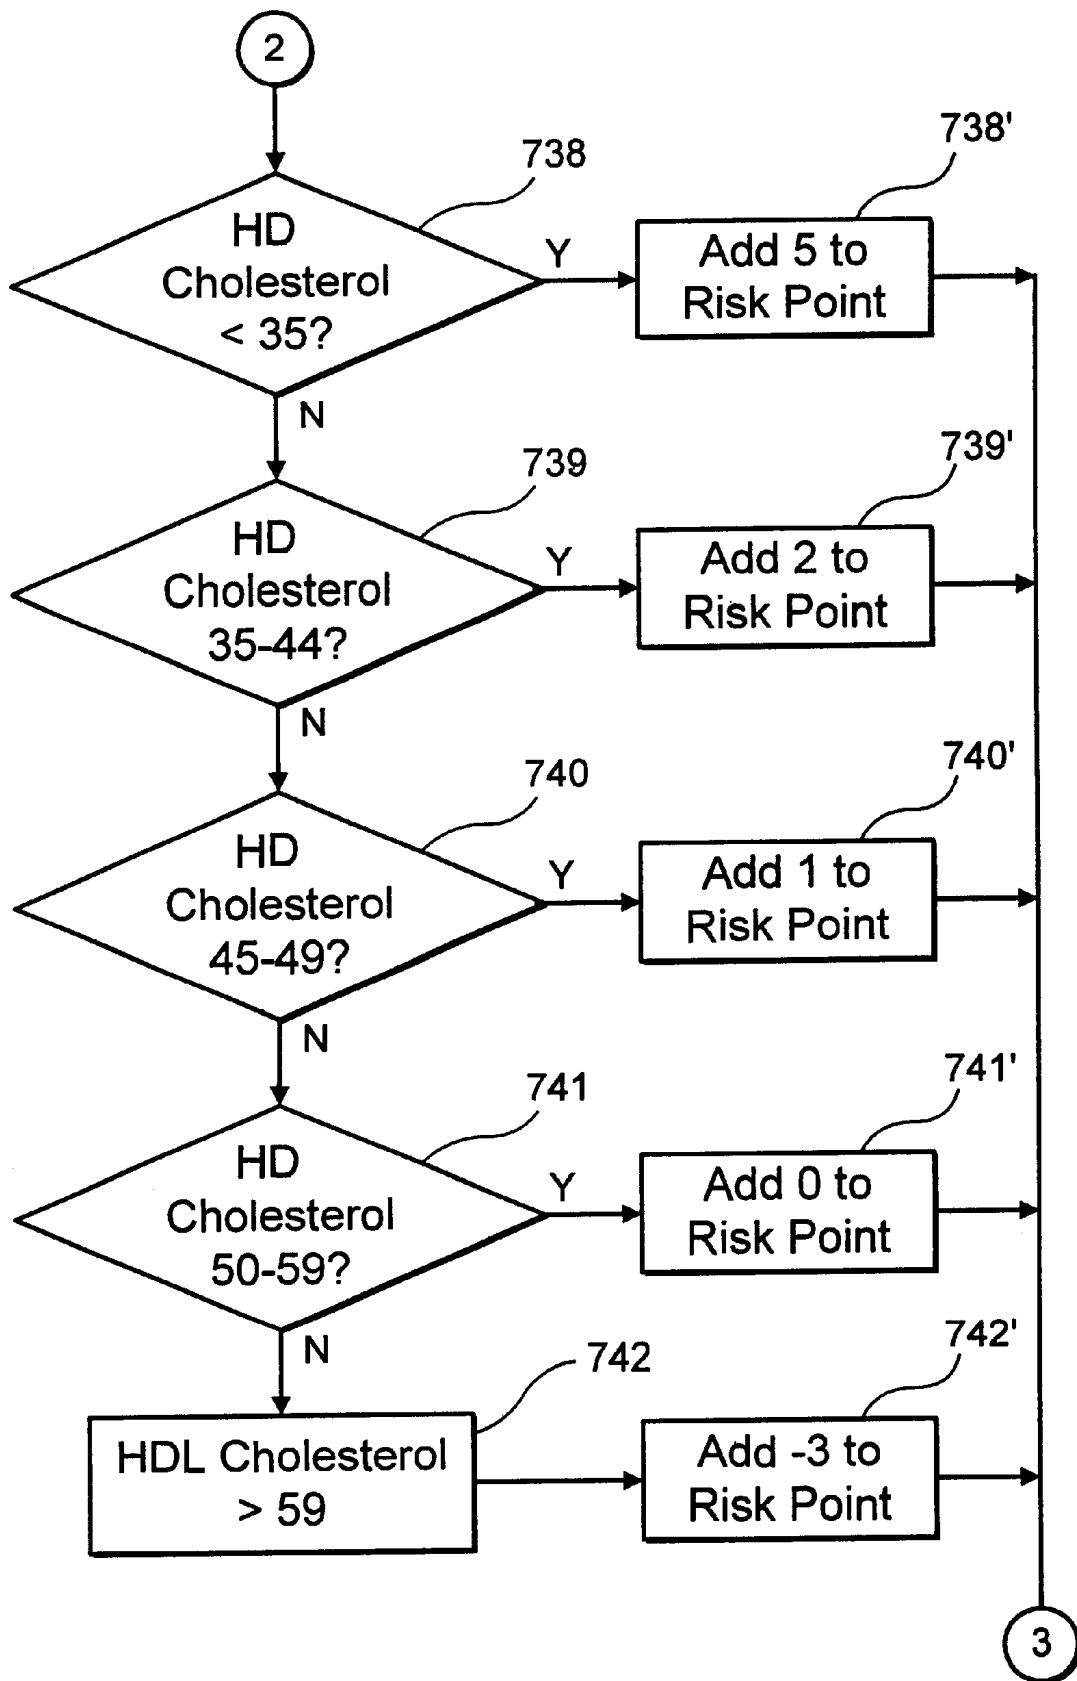 2
738
738'
HD
Cholesterol
< 35?
Y
Add 5 to
Risk Point
N
739
739'
HD
Cholesterol
35-44?
Y
Add 2 to
Risk Point
N
740
740'
HD
Cholesterol
45-49?
Y
Add 1 to
Risk Point
N
741
741'
HD
Cholesterol
50-59?
Y
Add 0 to
Risk Point
N
742
742'
HDL Cholesterol
> 59
Add -3 to
Risk Point
3